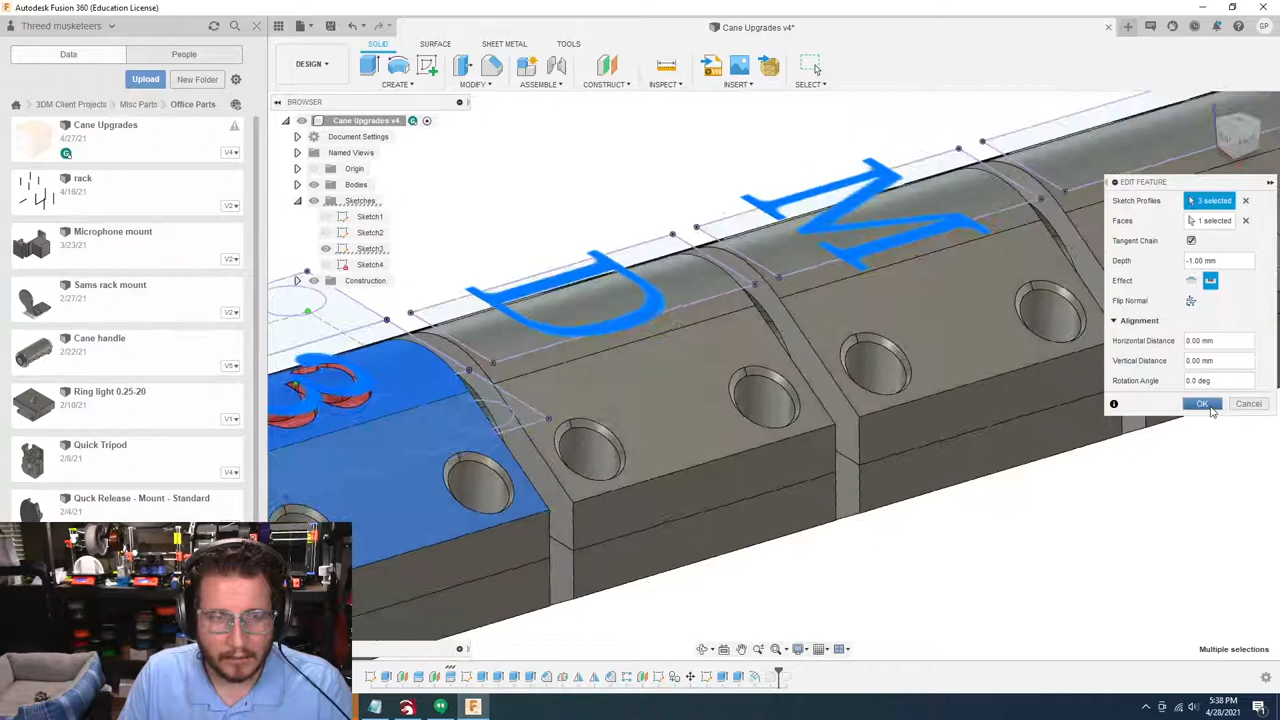 Autodesk Fusion 360 (Education License)
Threed musketeers
Cane Upgrades v4*
GP
Data
People
SOLID
SURFACE
SHEET METAL
TOOLS
Upload
New Folder
DESIGN
CREATE
MODIFY
ASSEMBLE
CONSTRUCT
INSPECT
INSERT
SELECT
3DM Client Projects
Misc Parts
Office Parts
BROWSER
Cane Upgrades
4/27/21
V4
Cane Upgrades v4
Document Settings
Named Views
Origin
Bodies
Sketches
Sketch1
Sketch2
Sketch3
Sketch4
Construction
rack
4/16/21
V2
Microphone mount
3/23/21
V2
Sams rack mount
2/27/21
V2
Cane handle
2/22/21
V5
Ring light 0.25-20
2/10/21
V1
Quick Tripod
2/8/21
V4
Quck Release - Mount - Standard
2/4/21
3 D M
EDIT FEATURE
Sketch Profiles
3 selected
Faces
1 selected
Tangent Chain
Depth
-1.00 mm
Effect
Flip Normal
Alignment
Horizontal Distance
0.00 mm
Vertical Distance
0.00 mm
Rotation Angle
0.0 deg
OK
Cancel
Multiple selections
5:38 PM
4/28/2021